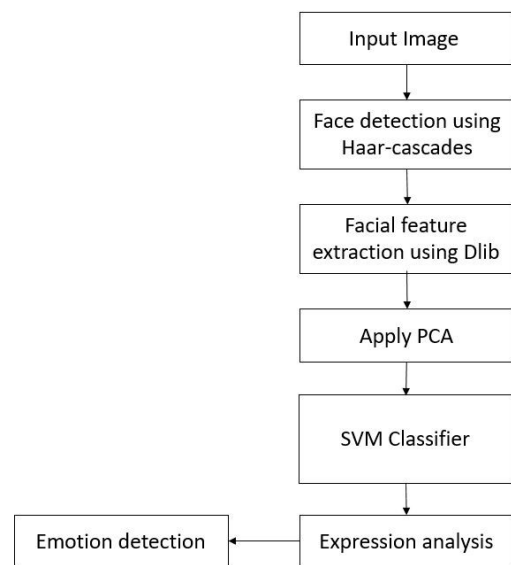 Input Image
Face detection using
Haar-cascades
Facial feature
extraction using Dlib
Apply PCA
SVM Classifier
Expression analysis
Emotion detection